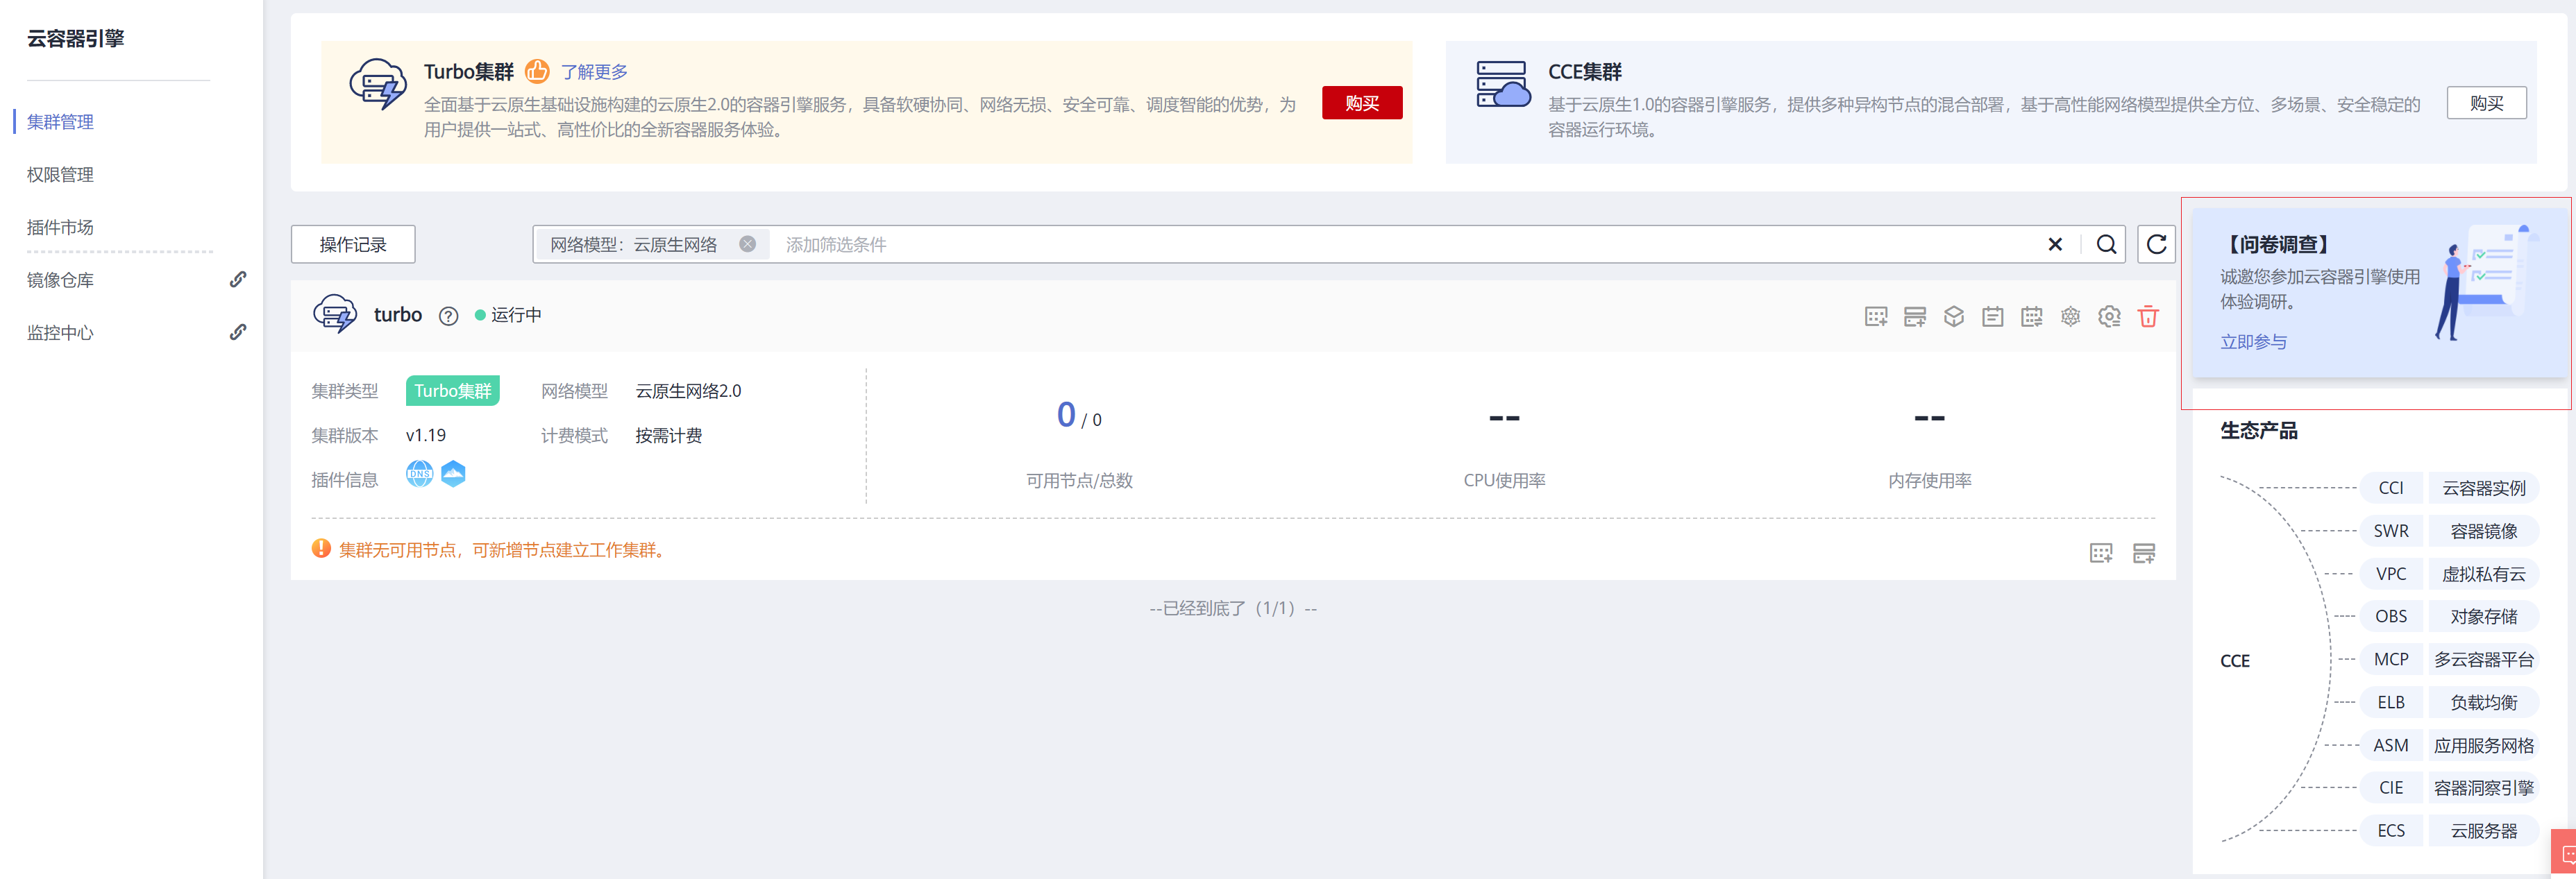 云容器引擎
集群管理
权限管理
插件市场
镜像仓库
监控中心
Turbo集群 了解更多
全面基于云原生基础设施构建的云原生2.0的容器引擎服务，具备软硬协同、网络无损、安全可靠、调度智能的优势，为
用户提供一站式、高性价比的全新容器服务体验。
购买
CCE集群
基于云原生1.0的容器引擎服务，提供多种异构节点的混合部署，基于高性能网络模型提供全方位、多场景、安全稳定的
容器运行环境。
购买
操作记录
网络模型：云原生网络 添加筛选条件
turbo 运行中
集群类型 Turbo集群 网络模型 云原生网络2.0
集群版本 v1.19 计费模式 按需计费
插件信息 DNS
0 / 0
可用节点/总数
--
CPU使用率
--
内存使用率
集群无可用节点，可新增节点建立工作集群。
--已经到底了（1/1）--
【问卷调查】
诚邀您参加云容器引擎使用
体验调研。
立即参与
生态产品
CCE
CCI 云容器实例
SWR 容器镜像
VPC 虚拟私有云
OBS 对象存储
MCP 多云容器平台
ELB 负载均衡
ASM 应用服务网格
CIE 容器洞察引擎
ECS 云服务器